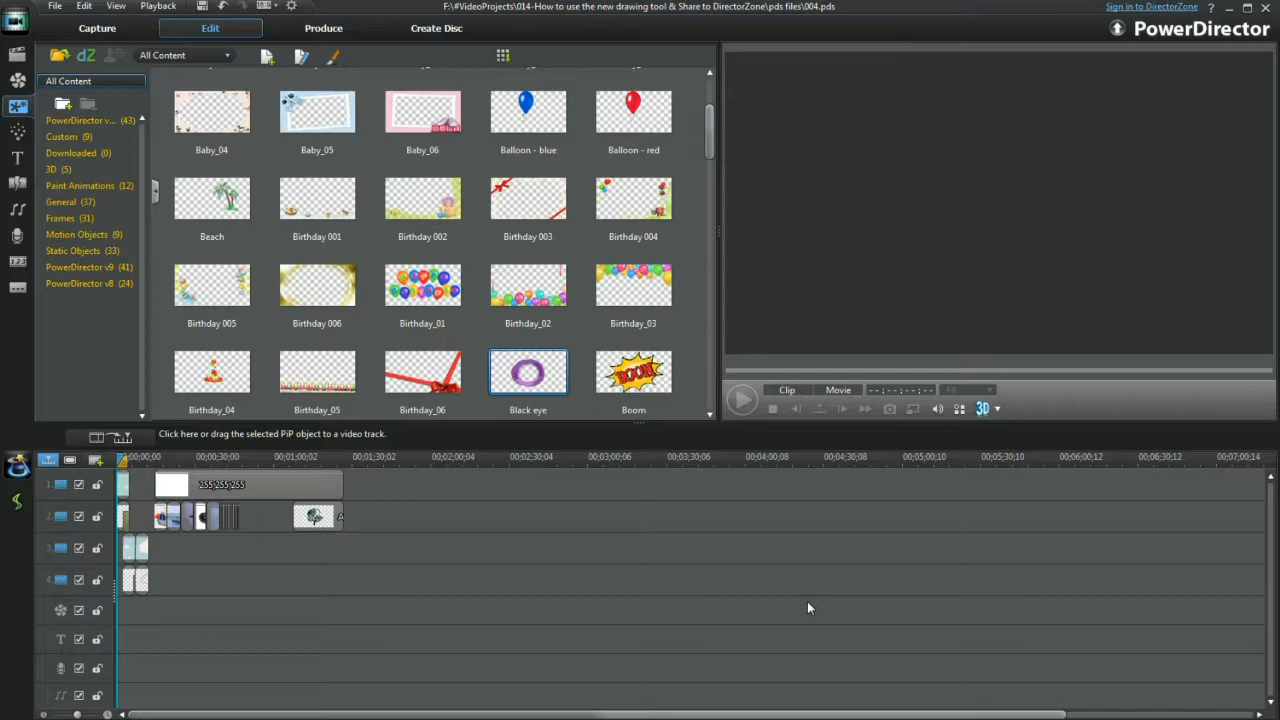 File Edit View Playback
F:\#VideoProjects\014-How to use the new drawing tool & Share to DirectorZone\pds files\004.pds
Sign in to DirectorZone ?
Capture Edit Produce Create Disc
PowerDirector
dZ All Content
All Content
PowerDirector v... (43)
Custom (9)
Downloaded (0)
3D (5)
Paint Animations (12)
General (37)
Frames (31)
Motion Objects (9)
Static Objects (33)
PowerDirector v9 (41)
PowerDirector v8 (24)
Baby_04 Baby_05 Baby_06 Balloon - blue Balloon - red
Beach Birthday 001 Birthday 002 Birthday 003 Birthday 004
Birthday 005 Birthday 006 Birthday_01 Birthday_02 Birthday_03
BOOM
Birthday_04 Birthday_05 Birthday_06 Black eye Boom
Clip Movie --:--:--:-- Fit
3D
Click here or drag the selected PiP object to a video track.
0;00;00;00 00;00;30;00 00;01;00;02 00;01;30;02 00;02;00;04 00;02;30;04 00;03;00;06 00;03;30;06 00;04;00;08 00;04;30;08 00;05;00;10 00;05;30;10 00;06;00;12 00;06;30;12 00;07;00;14
1. 255;255;255
2. A
3.
4.
T